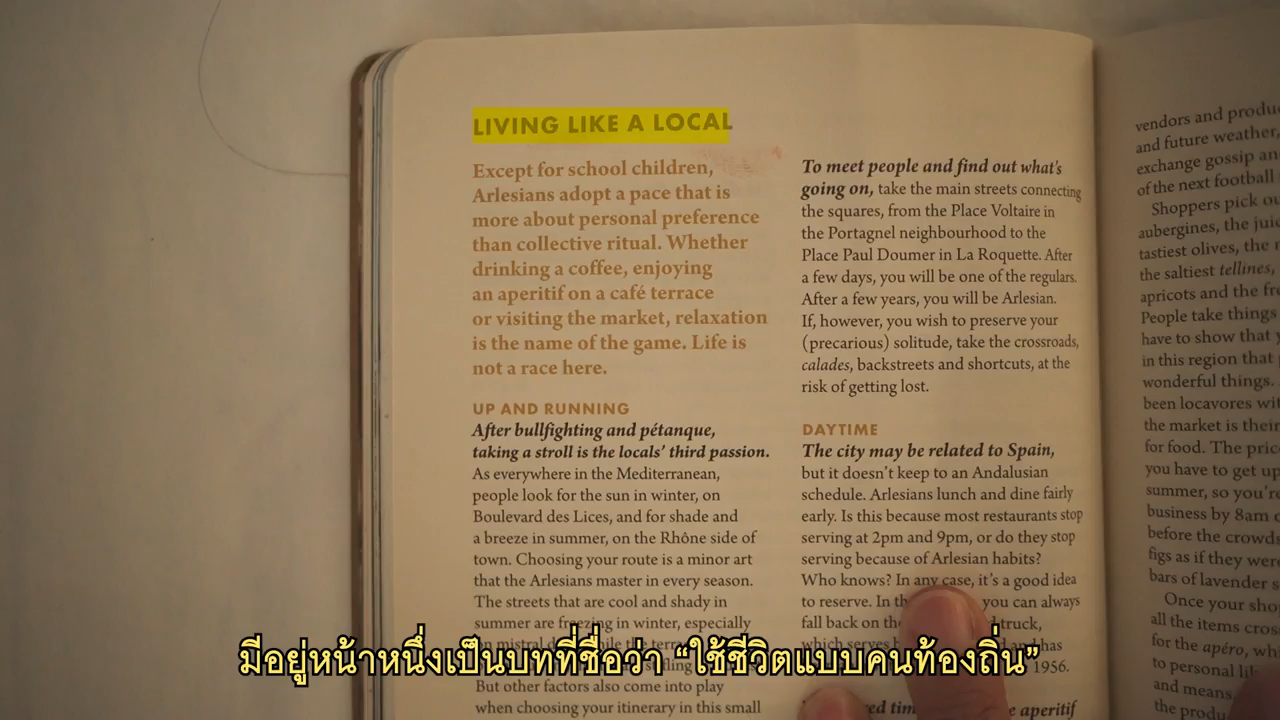 LIVING LIKE A LOCAL
Except for school children,
Arlesians adopt a pace that is
more about personal preference
than collective ritual. Whether
drinking a coffee, enjoying
an aperitif on a café terrace
or visiting the market, relaxation
is the name of the game. Life is
not a race here.
UP AND RUNNING
After bullfighting and pétanque,
taking a stroll is the locals' third passion.
As everywhere in the Mediterranean,
people look for the sun in winter, on
Boulevard des Lices, and for shade and
a breeze in summer, on the Rhône side of
town. Choosing your route is a minor art
that the Arlesians master in every season.
The streets that are cool and shady in
summer are freezing in winter, especially
But other factors also come into play
when choosing your itinerary in this small
To meet people and find out what's
going on, take the main streets connecting
the squares, from the Place Voltaire in
the Portagnel neighbourhood to the
Place Paul Doumer in La Roquette. After
a few days, you will be one of the regulars.
After a few years, you will be Arlesian.
If, however, you wish to preserve your
(precarious) solitude, take the crossroads,
calades, backstreets and shortcuts, at the
risk of getting lost.
DAYTIME
The city may be related to Spain,
but it doesn't keep to an Andalusian
schedule. Arlesians lunch and dine fairly
early. Is this because most restaurants stop
serving at 2pm and 9pm, or do they stop
serving because of Arlesian habits?
Who knows? In any case, it's a good idea
to reserve. In you can always
fall back on
which serves has
1956.
aperitif
vendors and
and future weather,
exchange gossip
of the next football
Shoppers pick
aubergines, the
tastiest olives, the
the saltiest tellines,
apricots and the
People take things
have to show that
in this region that
wonderful things.
been locavores
the market is their
for food. The
you have to get up
summer, so
business by 8am
before the
figs as if they were
bars of lavender
Once your
all the items
for the apéro,
to personal
and means.
the
มีอยู่หน้าหนึ่งเป็นบทที่ชื่อว่า “ใช้ชีวิตแบบคนท้องถิ่น”